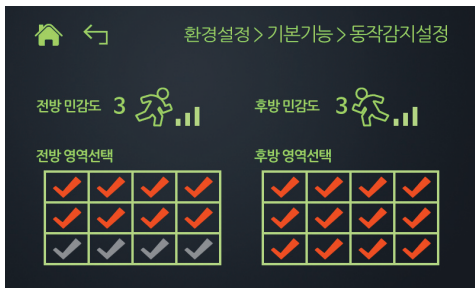 환경설정 > 기본기능 > 동작감지설정
전방 민감도 3
후방 민감도 3
전방 영역선택
후방 영역선택